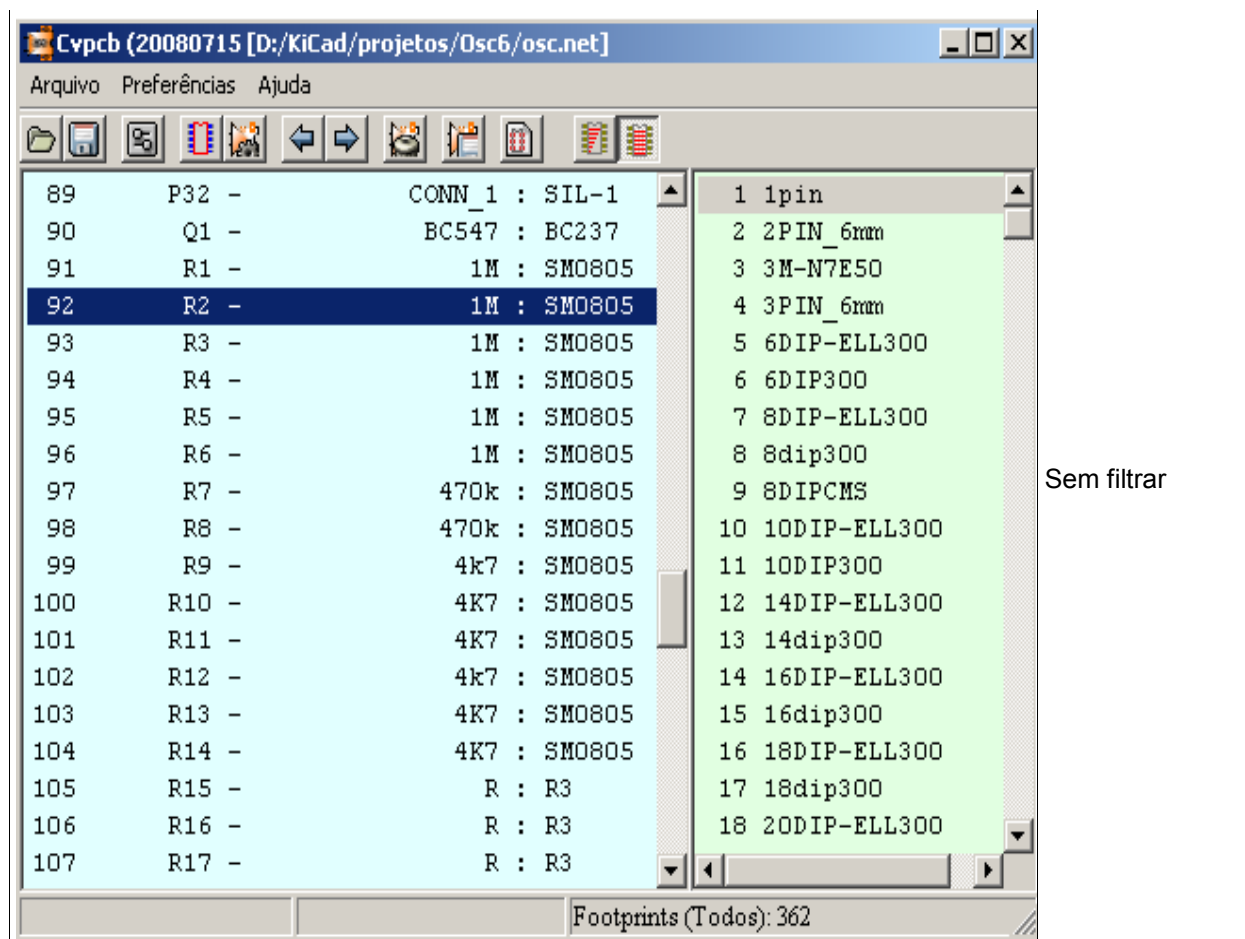 Cvpcb (20080715 [D:/KiCad/projetos/Osc6/osc.net]
Arquivo Preferências Ajuda
89 P32 - CONN_1 : SIL-1
90 Q1 - BC547 : BC237
91 R1 - 1M : SM0805
92 R2 - 1M : SM0805
93 R3 - 1M : SM0805
94 R4 - 1M : SM0805
95 R5 - 1M : SM0805
96 R6 - 1M : SM0805
97 R7 - 470k : SM0805
98 R8 - 470k : SM0805
99 R9 - 4k7 : SM0805
100 R10 - 4K7 : SM0805
101 R11 - 4K7 : SM0805
102 R12 - 4k7 : SM0805
103 R13 - 4K7 : SM0805
104 R14 - 4K7 : SM0805
105 R15 - R : R3
106 R16 - R : R3
107 R17 - R : R3
1 1pin
2 2PIN_6mm
3 3M-N7E50
4 3PIN_6mm
5 6DIP-ELL300
6 6DIP300
7 8DIP-ELL300
8 8dip300
9 8DIPCMS
10 10DIP-ELL300
11 10DIP300
12 14DIP-ELL300
13 14dip300
14 16DIP-ELL300
15 16dip300
16 18DIP-ELL300
17 18dip300
18 20DIP-ELL300
Footprints (Todos): 362
Sem filtrar